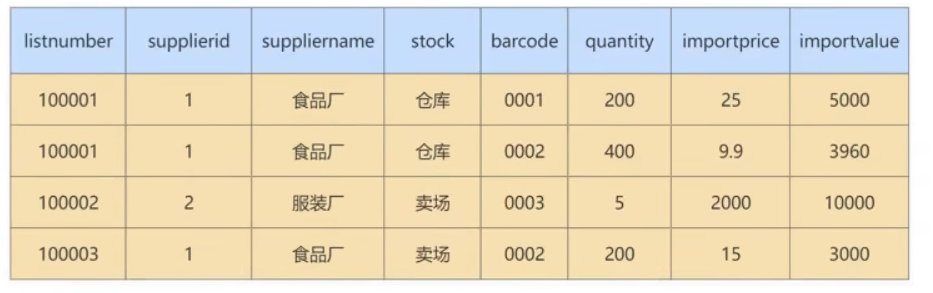 listnumber supplierid suppliername stock barcode quantity importprice importvalue
100001 1 食品厂 仓库 0001 200 25 5000
100001 1 食品厂 仓库 0002 400 9.9 3960
100002 2 服装厂 卖场 0003 5 2000 10000
100003 1 食品厂 卖场 0002 200 15 3000